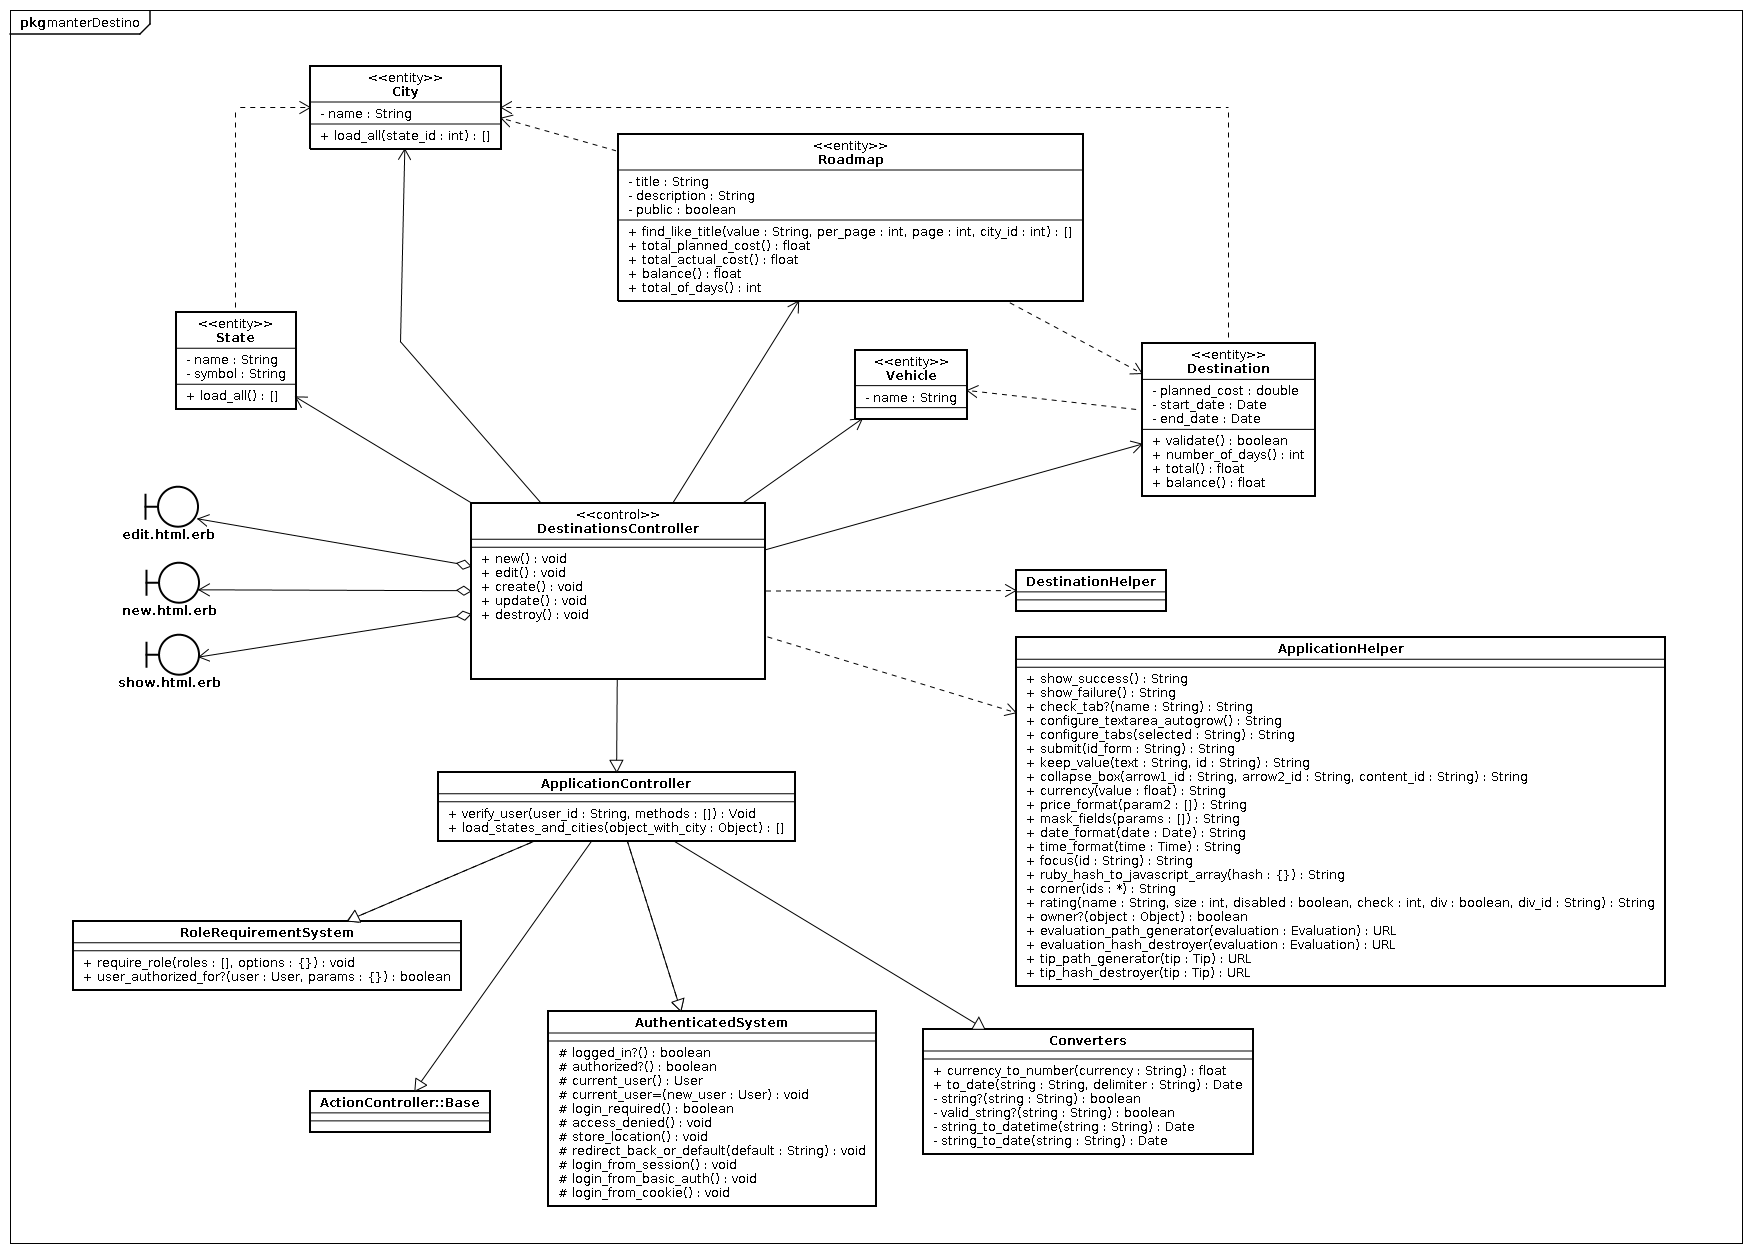 pkg manterDestino
<<entity>>
City
- name : String
+ load_all(state_id : int) : []
<<entity>>
Roadmap
- title : String
- description : String
- public : boolean
+ find_like_title(value : String, per_page : int, page : int, city_id : int) : []
+ total_planned_cost() : float
+ total_actual_cost() : float
+ balance() : float
+ total_of_days() : int
<<entity>>
State
- name : String
- symbol : String
+ load_all() : []
<<entity>>
Vehicle
- name : String
<<entity>>
Destination
- planned_cost : double
- start_date : Date
- end_date : Date
+ validate() : boolean
+ number_of_days() : int
+ total() : float
+ balance() : float
edit.html.erb
new.html.erb
show.html.erb
<<control>>
DestinationsController
+ new() : void
+ edit() : void
+ create() : void
+ update() : void
+ destroy() : void
DestinationHelper
ApplicationHelper
+ show_success() : String
+ show_failure() : String
+ check_tab?(name : String) : String
+ configure_textarea_autogrow() : String
+ configure_tabs(selected : String) : String
+ submit(id_form : String) : String
+ keep_value(text : String, id : String) : String
+ collapse_box(arrow1_id : String, arrow2_id : String, content_id : String) : String
+ currency(value : float) : String
+ price_format(param2 : []) : String
+ mask_fields(params : []) : String
+ date_format(date : Date) : String
+ time_format(time : Time) : String
+ focus(id : String) : String
+ ruby_hash_to_javascript_array(hash : {}) : String
+ corner(ids : *) : String
+ rating(name : String, size : int, disabled : boolean, check : int, div : boolean, div_id : String) : String
+ owner?(object : Object) : boolean
+ evaluation_path_generator(evaluation : Evaluation) : URL
+ evaluation_hash_destroyer(evaluation : Evaluation) : URL
+ tip_path_generator(tip : Tip) : URL
+ tip_hash_destroyer(tip : Tip) : URL
ApplicationController
+ verify_user(user_id : String, methods : []) : Void
+ load_states_and_cities(object_with_city : Object) : []
RoleRequirementSystem
+ require_role(roles : [], options : {}) : void
+ user_authorized_for?(user : User, params : {}) : boolean
ActionController::Base
AuthenticatedSystem
# logged_in?() : boolean
# authorized?() : boolean
# current_user() : User
# current_user=(new_user : User) : void
# login_required() : boolean
# access_denied() : void
# store_location() : void
# redirect_back_or_default(default : String) : void
# login_from_session() : void
# login_from_basic_auth() : void
# login_from_cookie() : void
Converters
+ currency_to_number(currency : String) : float
+ to_date(string : String, delimiter : String) : Date
- string?(string : String) : boolean
- valid_string?(string : String) : boolean
- string_to_datetime(string : String) : Date
- string_to_date(string : String) : Date